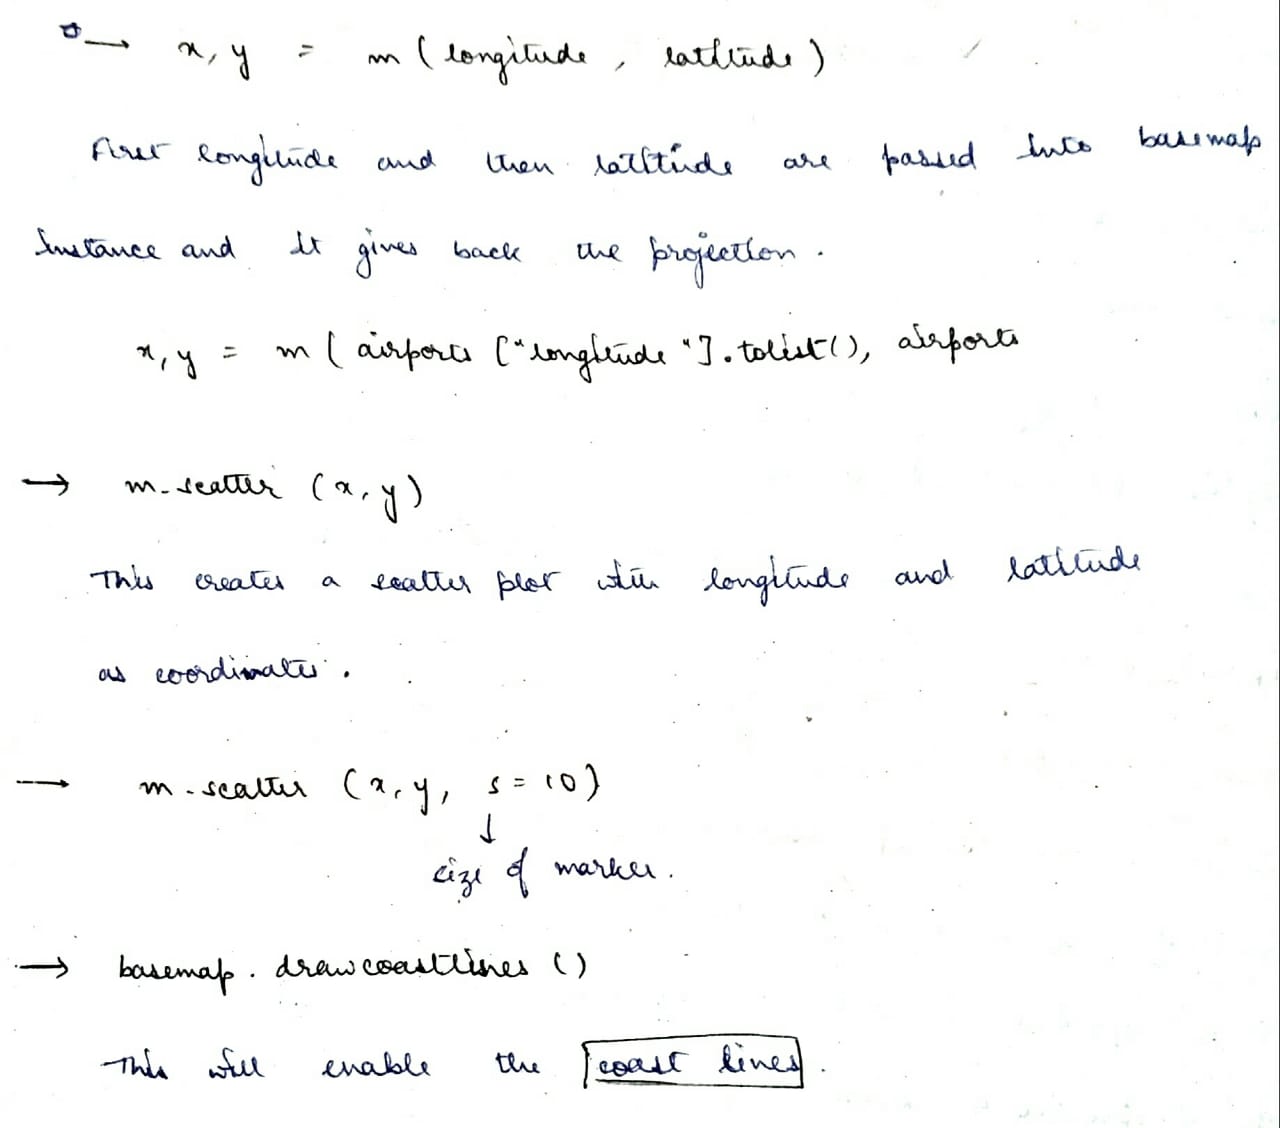 → x, y = m ( longitude , latitude )
First longitude and then latitude are passed into basemap
instance and it gives back the projection .
x, y = m ( airports ["longitude "] . tolist(), airports
→ m. scatter (x, y)
This creates a scatter plot with longitude and latitude
as coordinates .
→ m . scatter (x, y, s = 10)
↓
size of marker .
→ basemap . drawcoastlines ()
This will enable the coast lines .